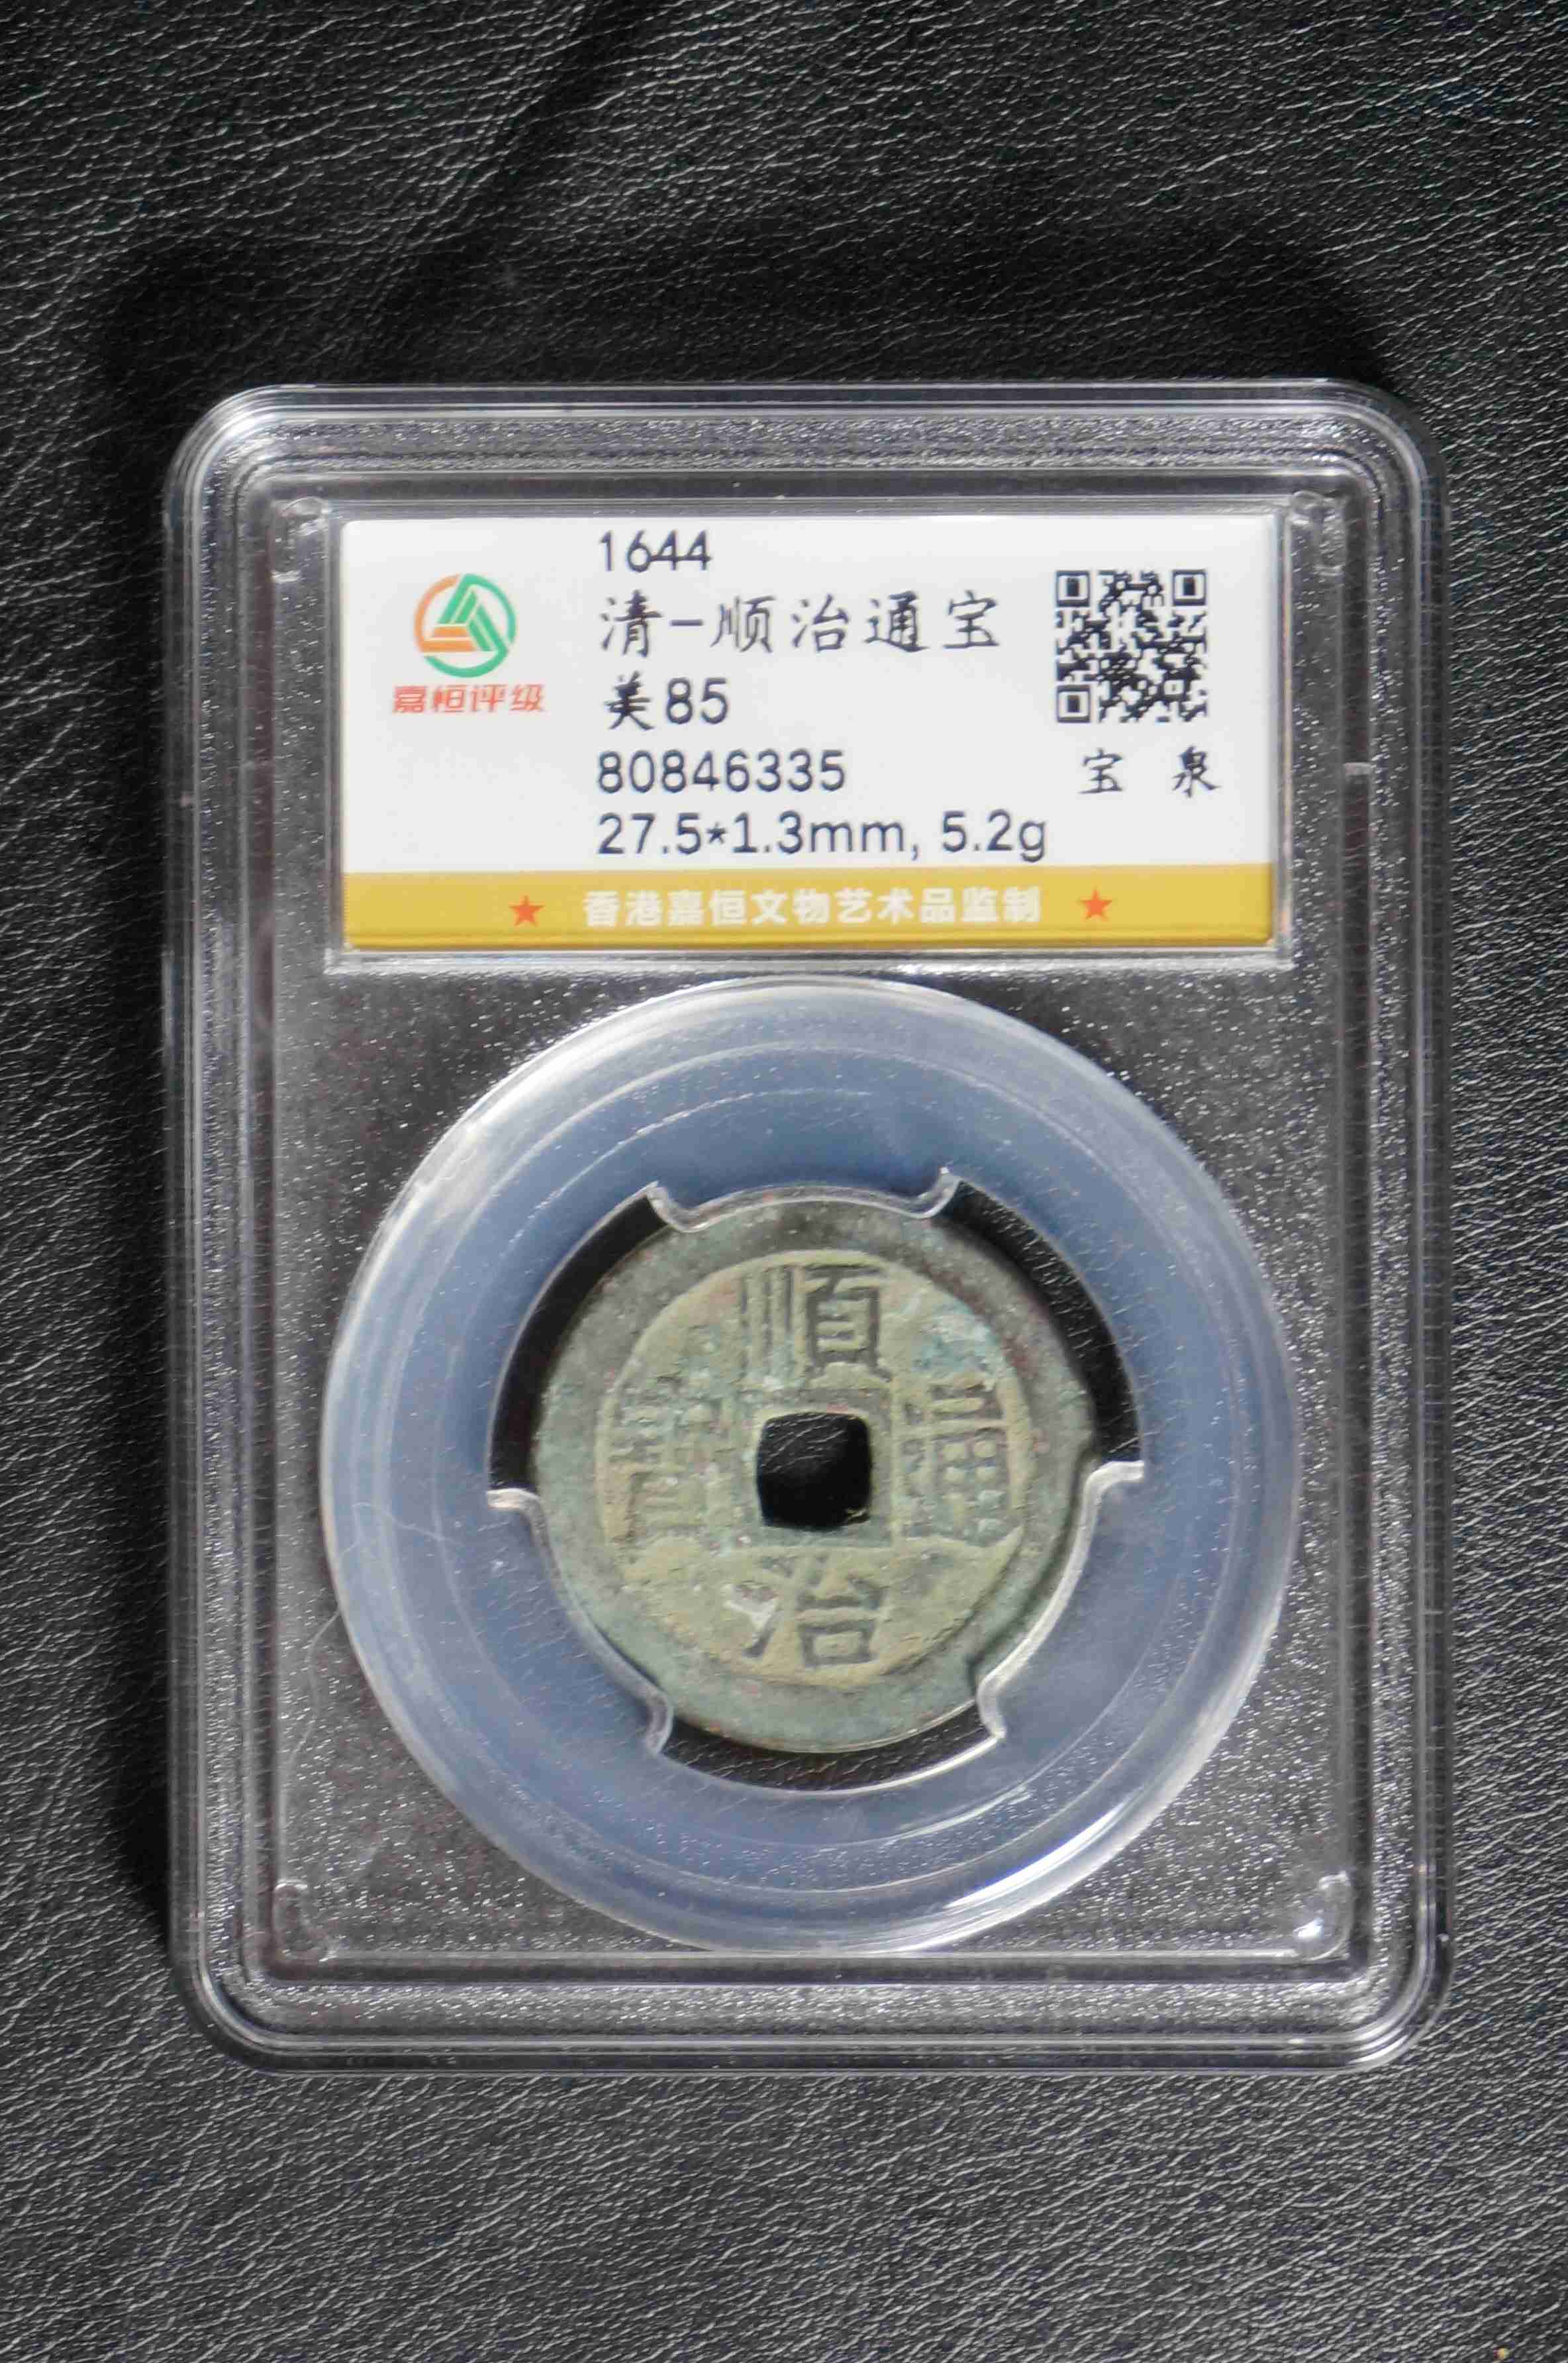 1644
清-顺治通宝
美85
80846335
27.5*1.3mm, 5.2g
嘉恒评级
宝 泉
★ 香港嘉恒文物艺术品监制 ★
順治通寶